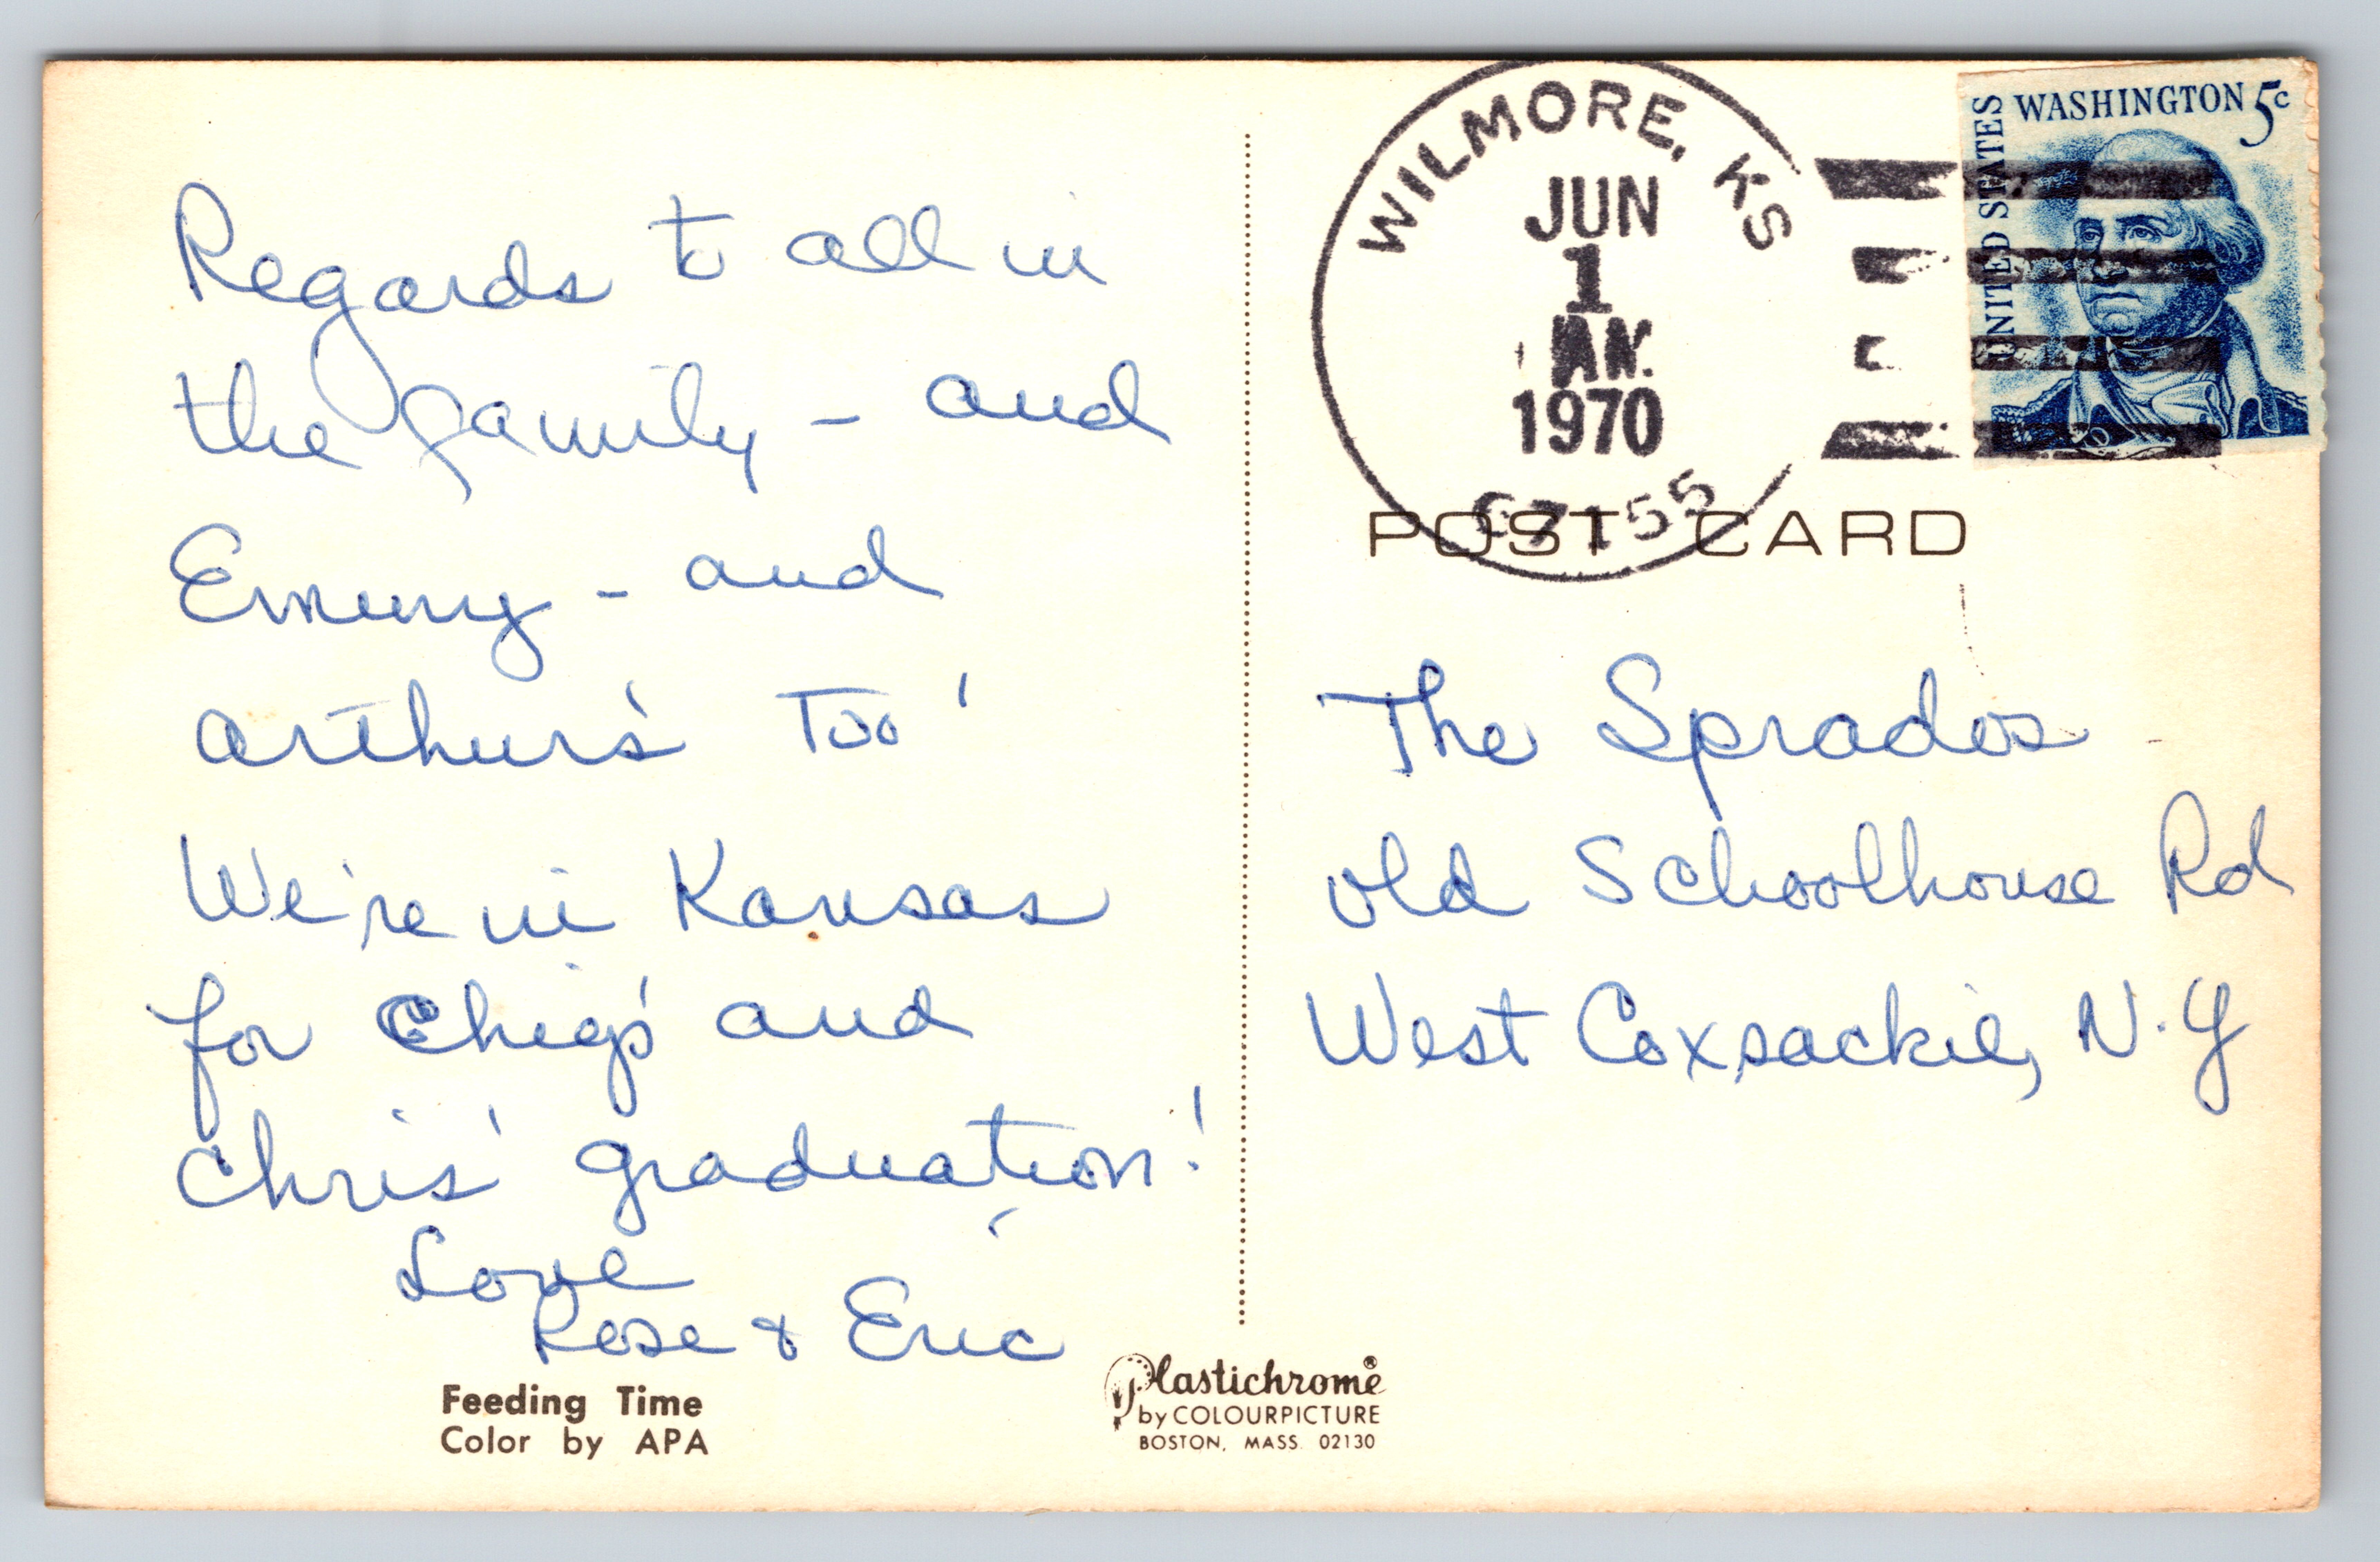 Regards to all in
the family - and
Emmy - and
Arthur's Too!
We're in Kansas
for Chip's and
Chris' graduation!
Love
Rose & Eric
Feeding Time
Color by APA
Plastichrome®
by COLOURPICTURE
BOSTON, MASS. 02130
WILMORE, KS
JUN
1
AM
1970
67155
UNITED STATES
WASHINGTON 5c
POST CARD
The Sprados
Old Schoolhouse Rd
West Coxsackie, N.Y